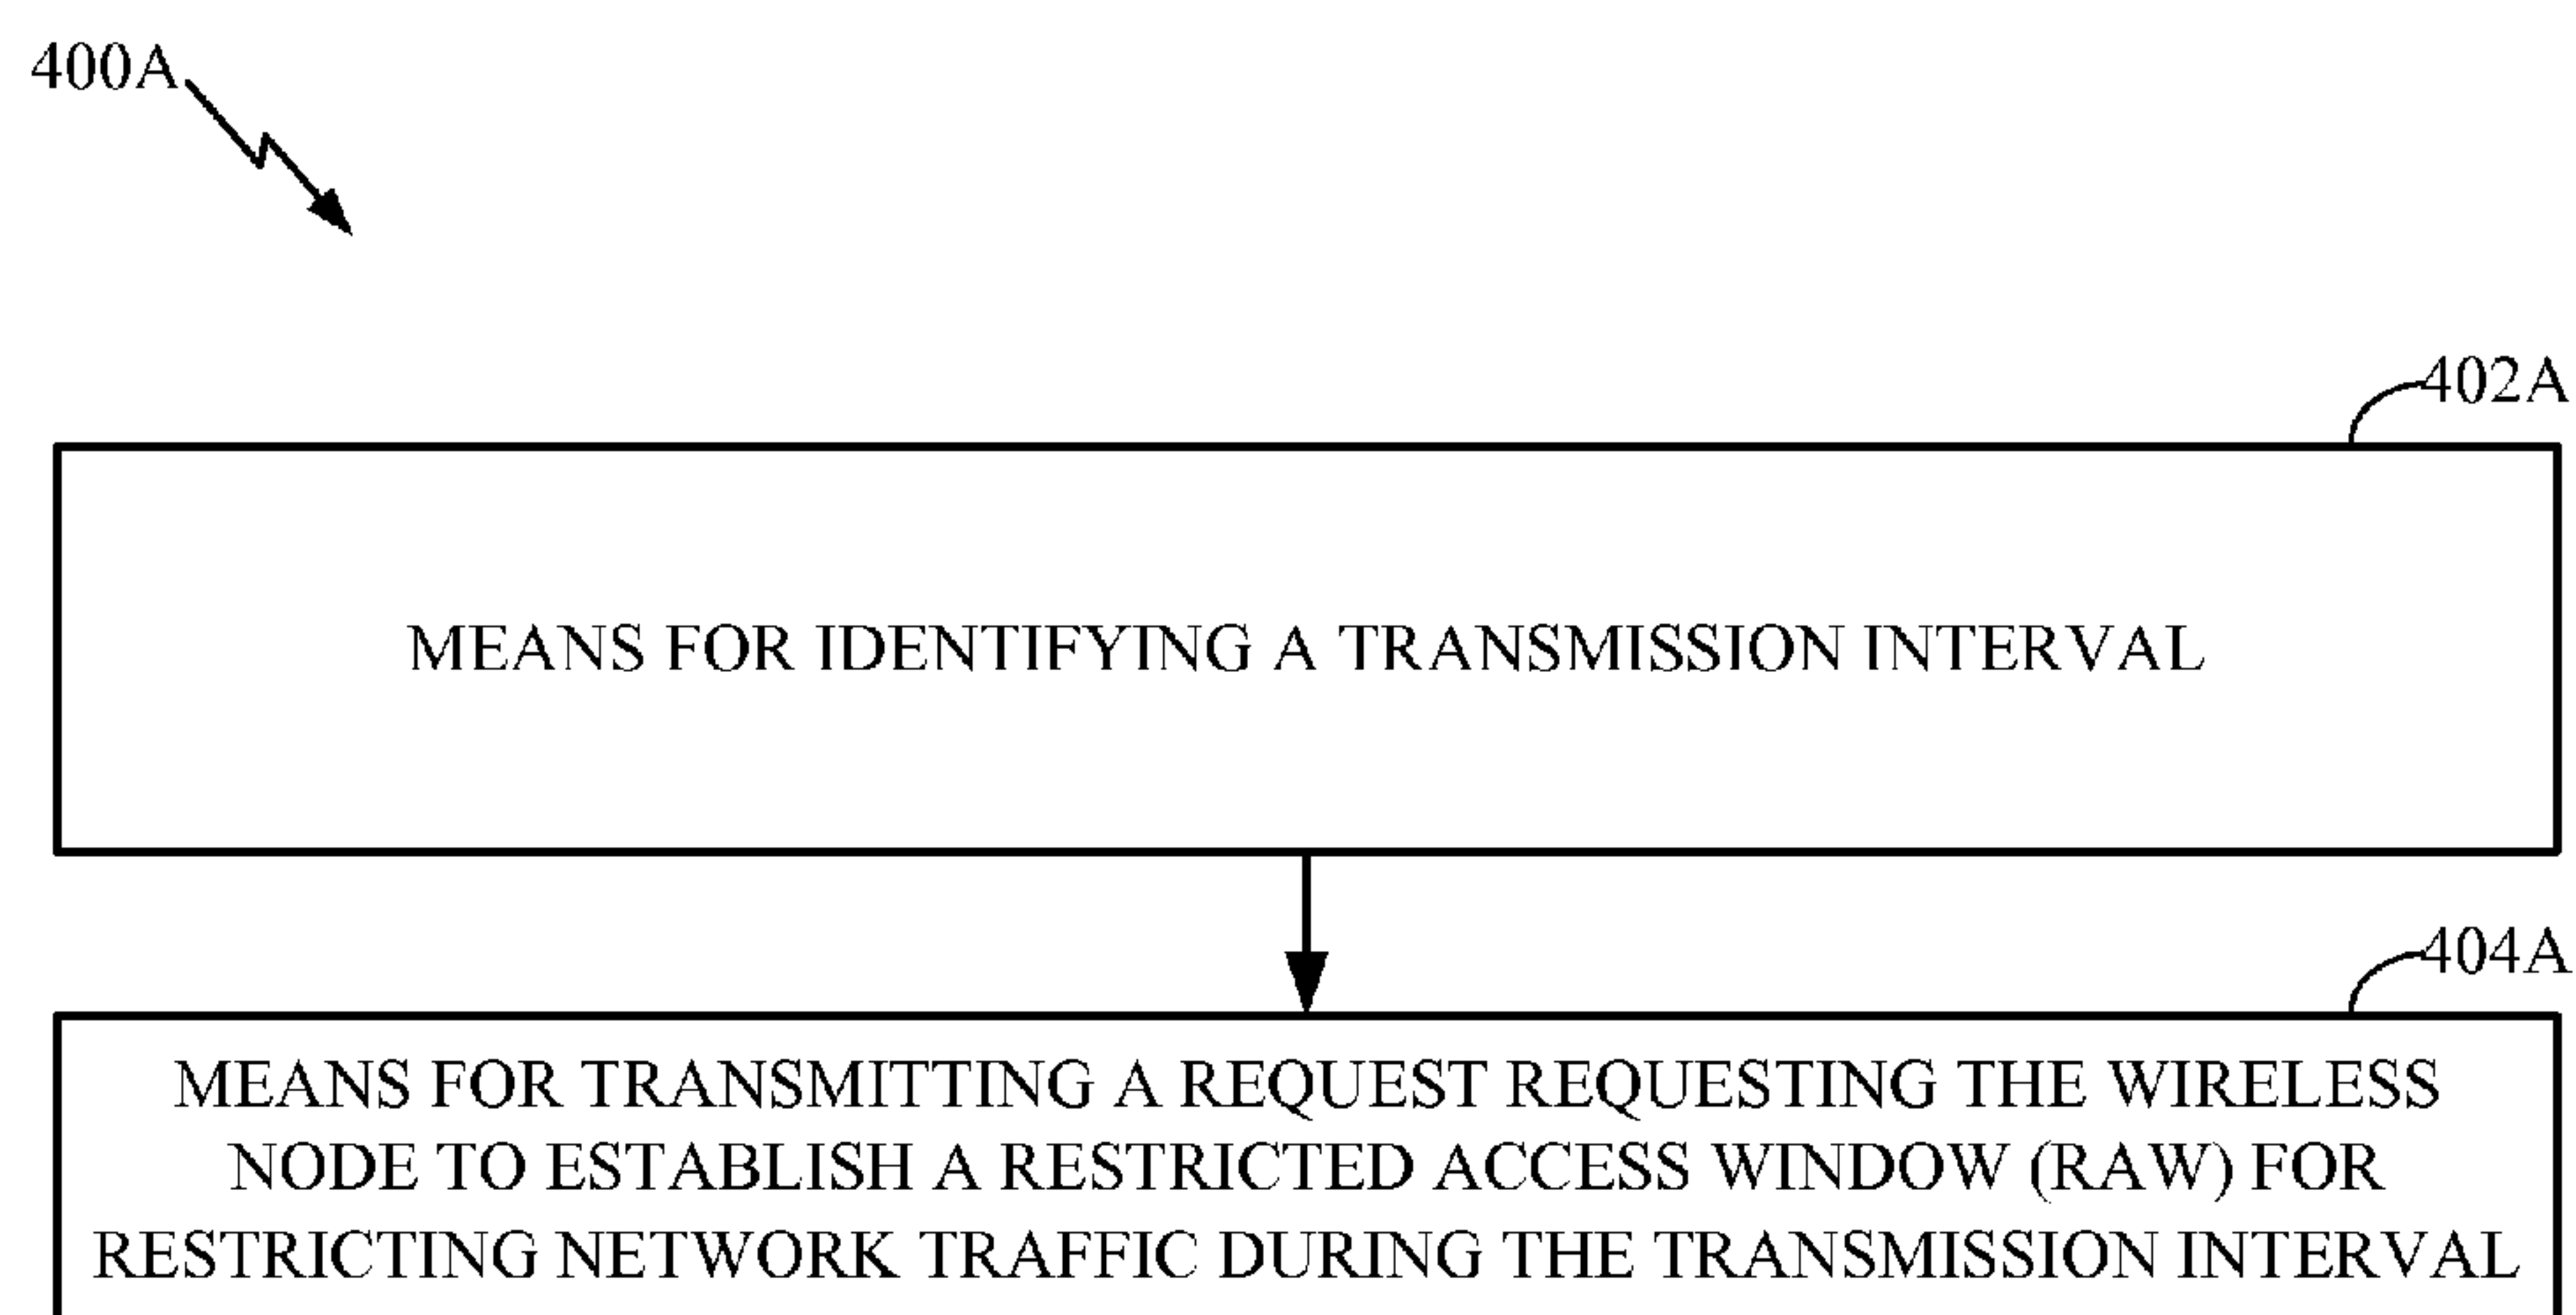 400A
402A
MEANS FOR IDENTIFYING A TRANSMISSION INTERVAL
404A
MEANS FOR TRANSMITTING A REQUEST REQUESTING THE WIRELESS
NODE TO ESTABLISH A RESTRICTED ACCESS WINDOW (RAW) FOR
RESTRICTING NETWORK TRAFFIC DURING THE TRANSMISSION INTERVAL